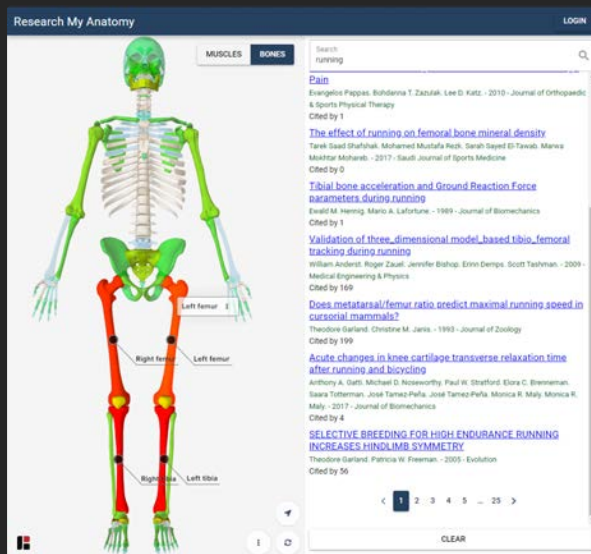 Research My Anatomy
LOGIN
MUSCLES
BONES
Left femur
Right femur
Left femur
Right tibia
Left tibia
Search
running
Pain
Evangelos Pappas. Bohdanna T. Zazulak. Lee D. Katz. - 2010 - Journal of Orthopaedic
& Sports Physical Therapy
Cited by 1
The effect of running on femoral bone mineral density
Tarek Saad Shafshak. Mohamed Mustafa Rezk. Sarah Sayed El-Tawab. Marwa
Mokhtar Mohareb. - 2017 - Saudi Journal of Sports Medicine
Cited by 0
Tibial bone acceleration and Ground Reaction Force
parameters during running
Ewald M. Hennig. Mario A. Lafortune. - 1989 - Journal of Biomechanics
Cited by 1
Validation of three_dimensional model_based tibio_femoral
tracking during running
William Anderst. Roger Zauel. Jennifer Bishop. Erinn Demps. Scott Tashman. - 2009 -
Medical Engineering & Physics
Cited by 169
Does metatarsal/femur ratio predict maximal running speed in
cursorial mammals?
Theodore Garland. Christine M. Janis. - 1993 - Journal of Zoology
Cited by 199
Acute changes in knee cartilage transverse relaxation time
after running and bicycling
Anthony A. Gatti. Michael D. Noseworthy. Paul W. Stratford. Elora C. Brenneman.
Saara Totterman. José Tamez-Peña. José Tamez-Peña. Monica R. Maly. Monica R.
Maly. - 2017 - Journal of Biomechanics
Cited by 4
SELECTIVE BREEDING FOR HIGH ENDURANCE RUNNING
INCREASES HINDLIMB SYMMETRY
Theodore Garland. Patricia W. Freeman. - 2005 - Evolution
Cited by 56
1 2 3 4 5 ... 25
CLEAR